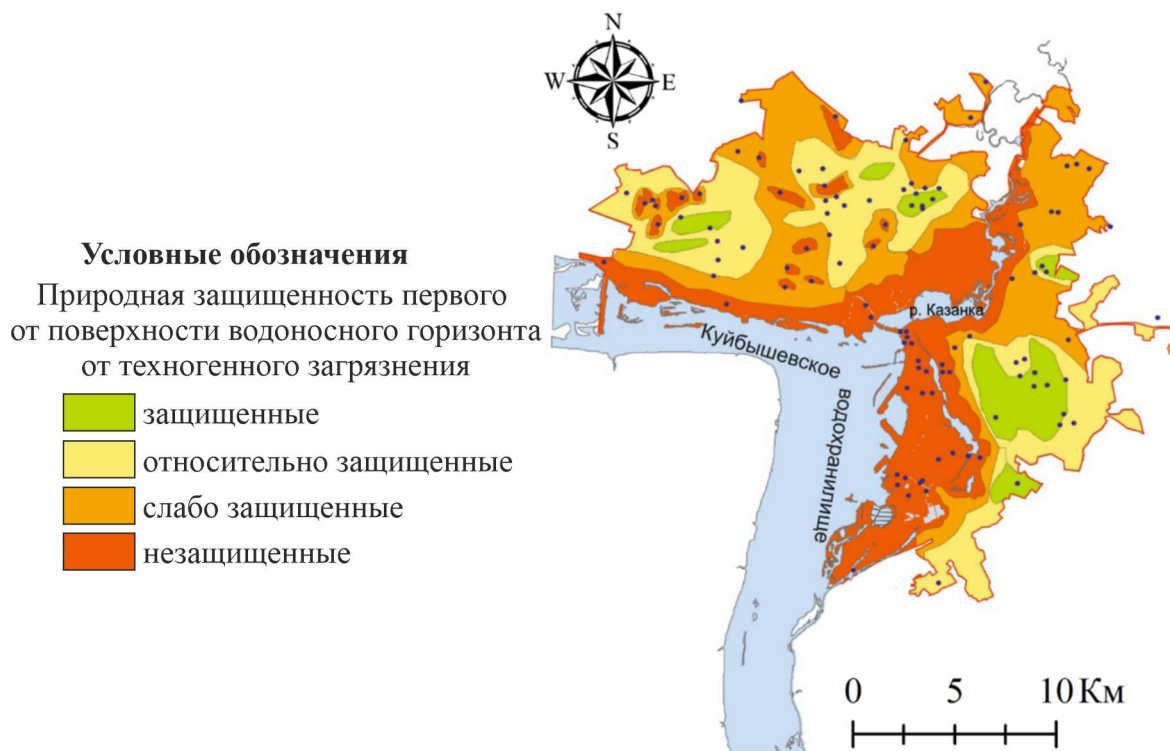 Условные обозначения
Природная защищенность первого
от поверхности водоносного горизонта
от техногенного загрязнения
защищенные
относительно защищенные
слабо защищенные
незащищенные
N
W E
S
р. Казанка
Куйбышевское
водохранилище
0 5 10 Км